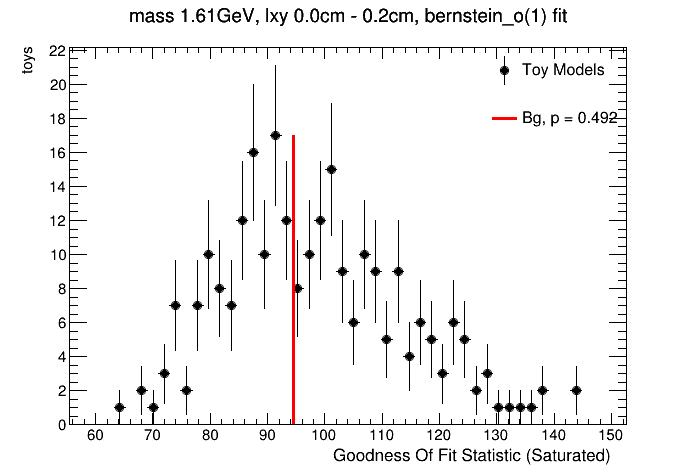 mass 1.61GeV, lxy 0.0cm - 0.2cm, bernstein_o(1) fit
toys
22
20
18
16
14
12
10
8
6
4
2
0
Toy Models
Bg, p = 0.492
60 70 80 90 100 110 120 130 140 150
Goodness Of Fit Statistic (Saturated)